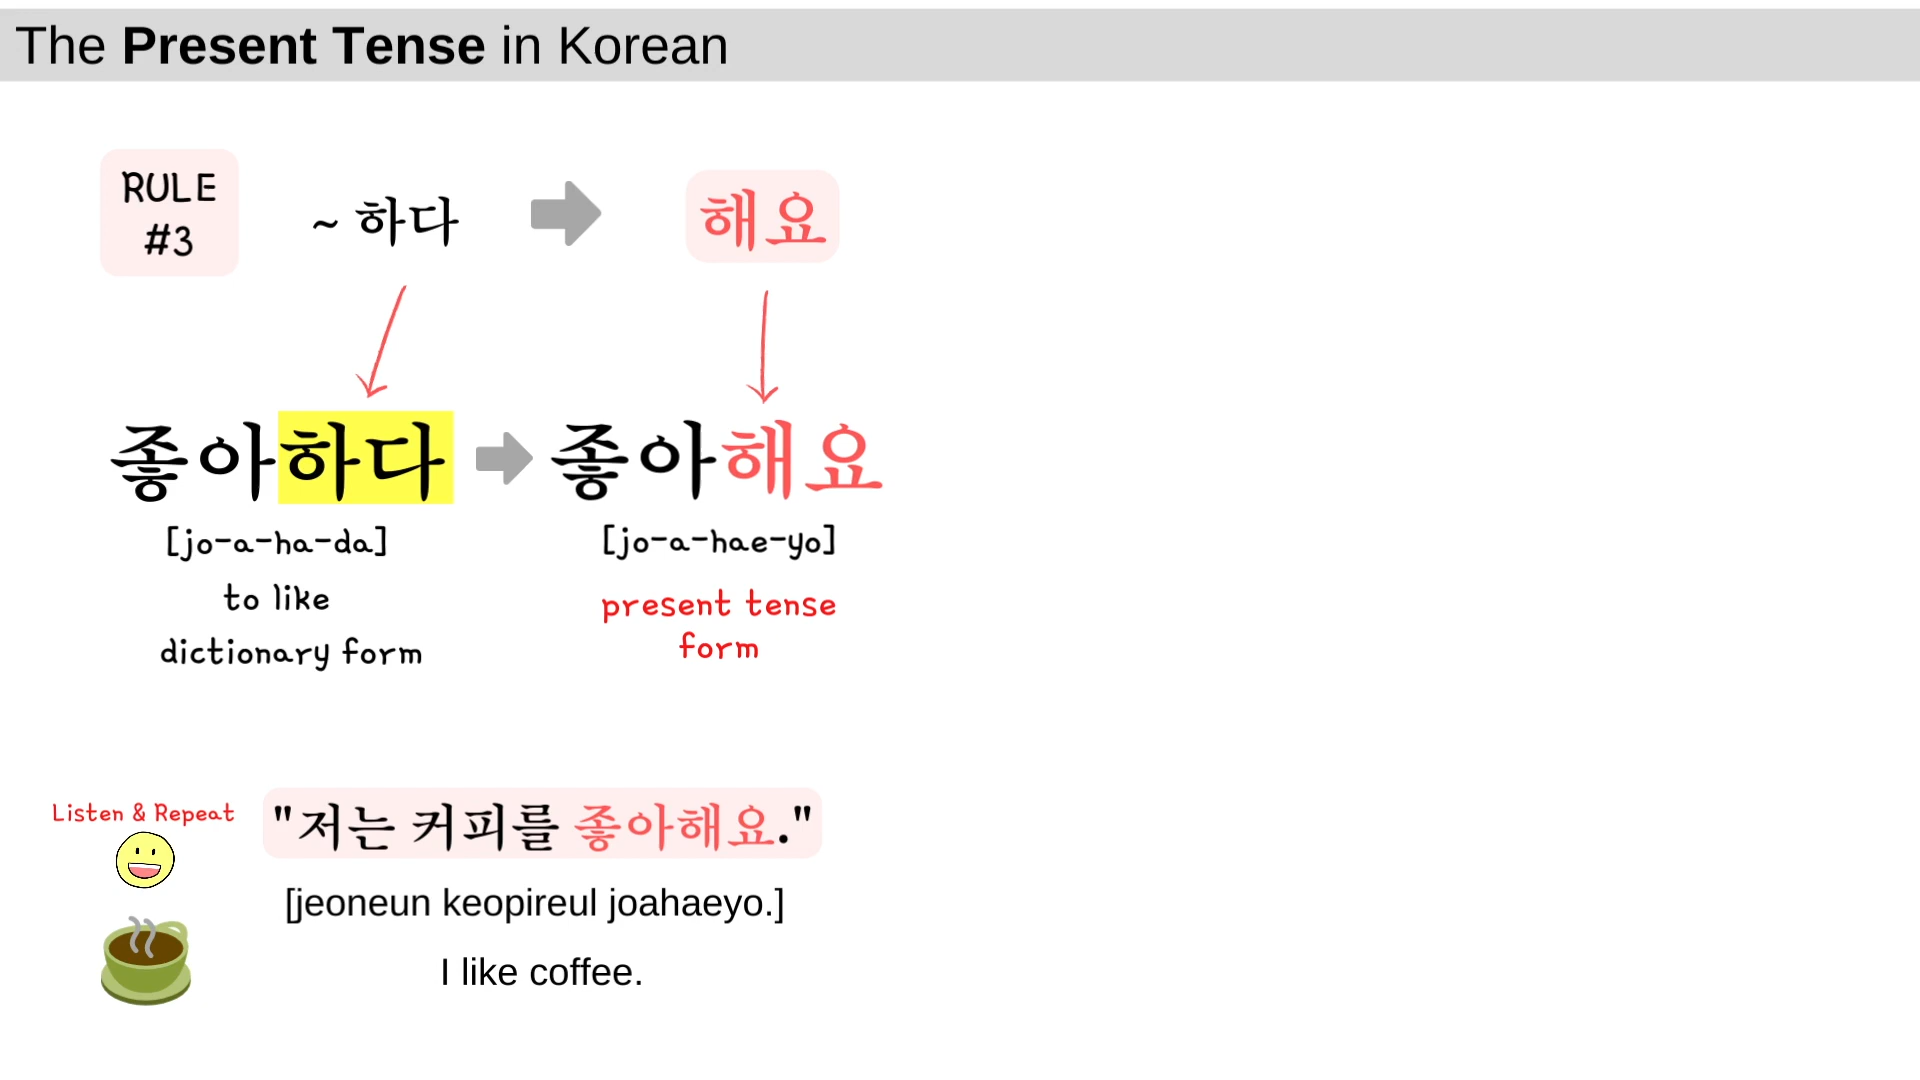 The Present Tense in Korean
RULE
#3
~ 하다
해요
좋아하다
좋아해요
[jo-a-ha-da]
[jo-a-hae-yo]
to like
dictionary form
present tense
form
Listen & Repeat
"저는 커피를 좋아해요."
[jeoneun keopireul joahaeyo.]
I like coffee.